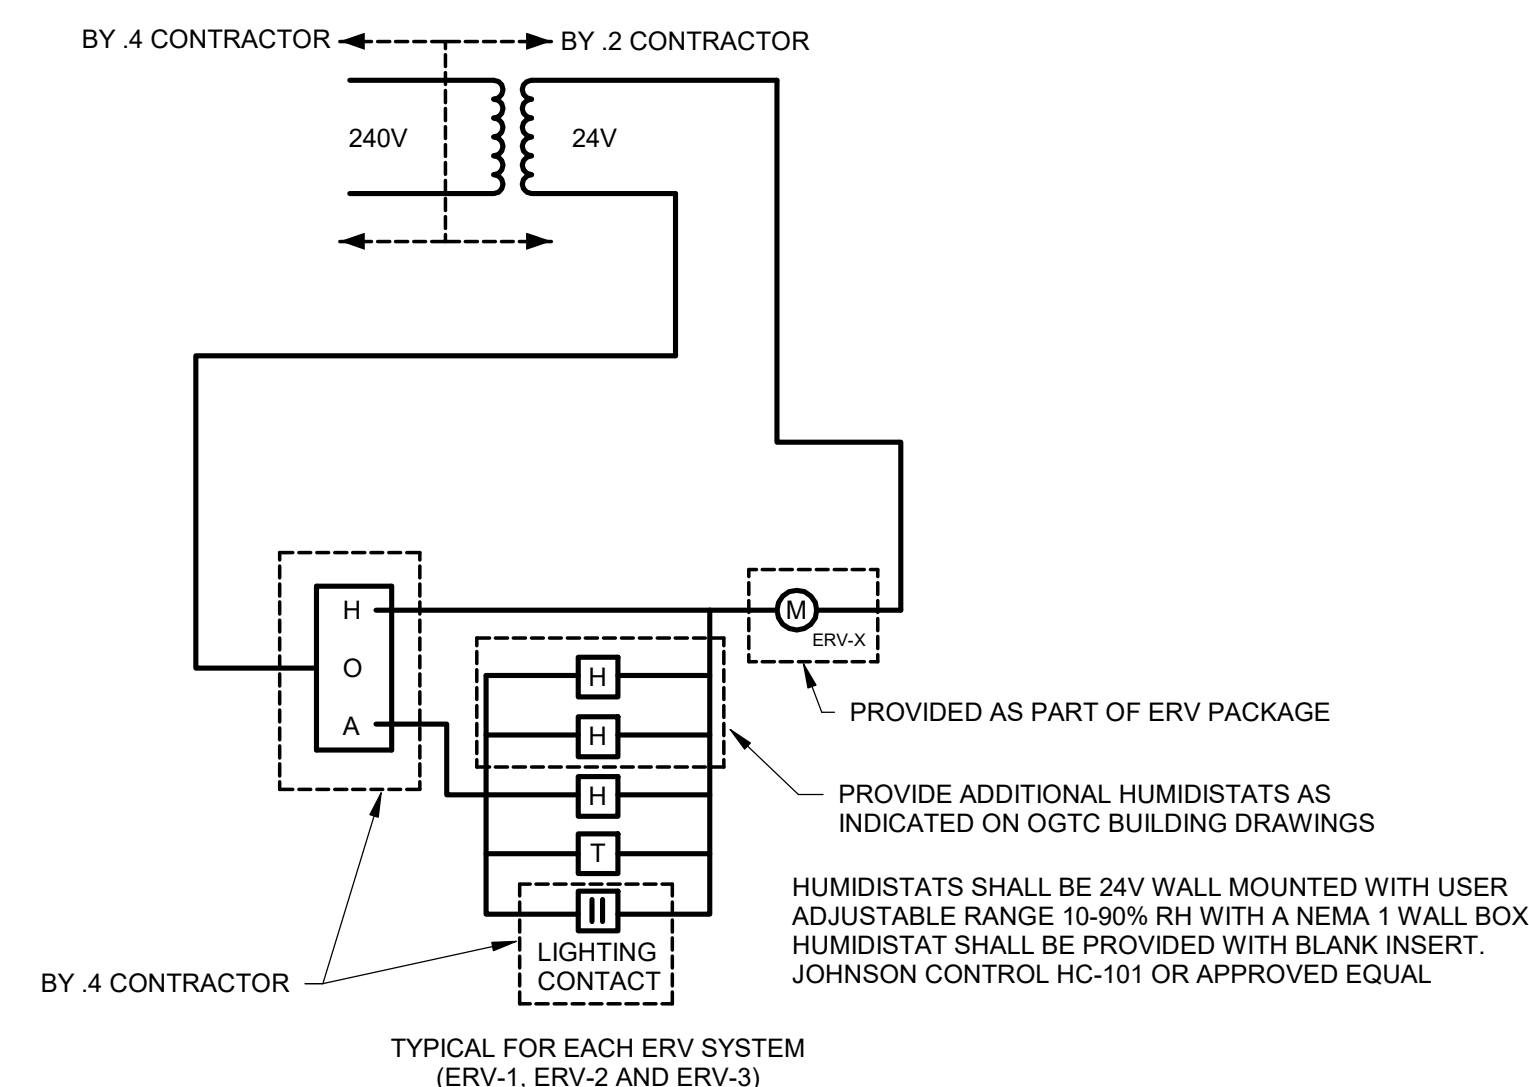 BY .4 CONTRACTOR
BY .2 CONTRACTOR
240V
24V
H
O
A
M
ERV-X
H
H
H
T
PROVIDED AS PART OF ERV PACKAGE
PROVIDE ADDITIONAL HUMIDISTATS AS
INDICATED ON OGTC BUILDING DRAWINGS
HUMIDISTATS SHALL BE 24V WALL MOUNTED WITH USER
ADJUSTABLE RANGE 10-90% RH WITH A NEMA 1 WALL BOX
HUMIDISTAT SHALL BE PROVIDED WITH BLANK INSERT.
JOHNSON CONTROL HC-101 OR APPROVED EQUAL
LIGHTING
CONTACT
BY .4 CONTRACTOR
TYPICAL FOR EACH ERV SYSTEM
(ERV-1, ERV-2 AND ERV-3)